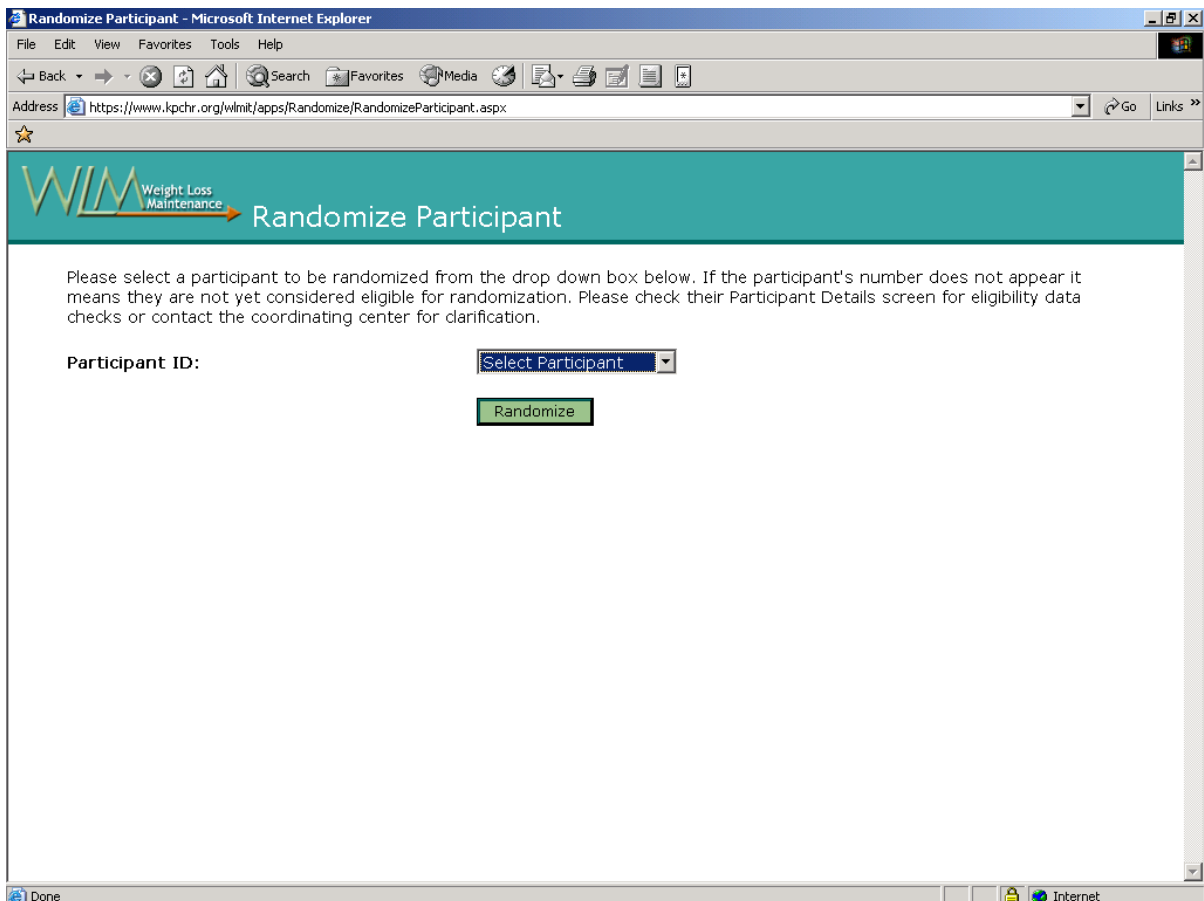 Randomize Participant - Microsoft Internet Explorer
File Edit View Favorites Tools Help
Back Search Favorites Media
Address https://www.kpchr.org/wlmit/apps/Randomize/RandomizeParticipant.aspx Go Links »
WLM Weight Loss
Maintenance
Randomize Participant
Please select a participant to be randomized from the drop down box below. If the participant's number does not appear it
means they are not yet considered eligible for randomization. Please check their Participant Details screen for eligibility data
checks or contact the coordinating center for clarification.
Participant ID: Select Participant
Randomize
Done Internet